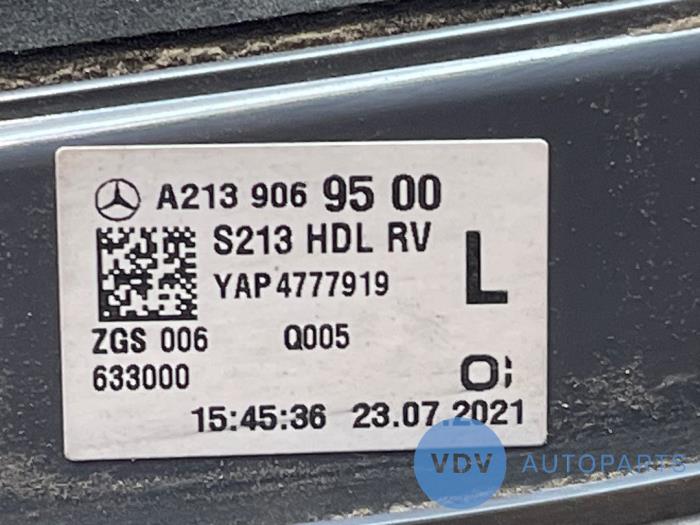 A213 906 95 00
S213 HDL RV
L
YAP4777919
ZGS 006 Q005
633000
O;
15:45:36 23.07.2021
VDV AUTOPARTS